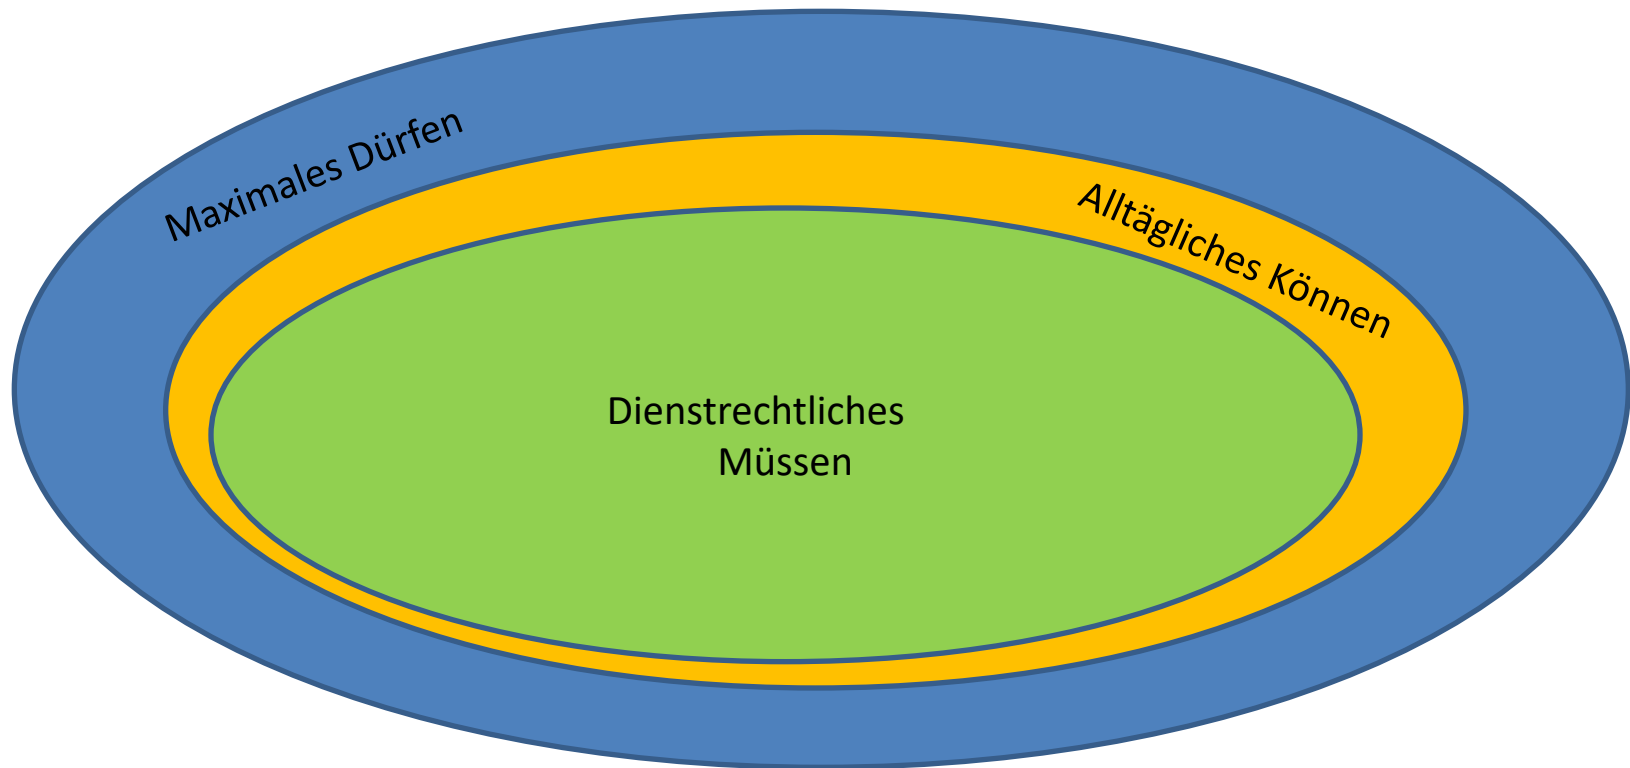 Maximales Dürfen
Alltägliches Können
Dienstrechtliches
Müssen